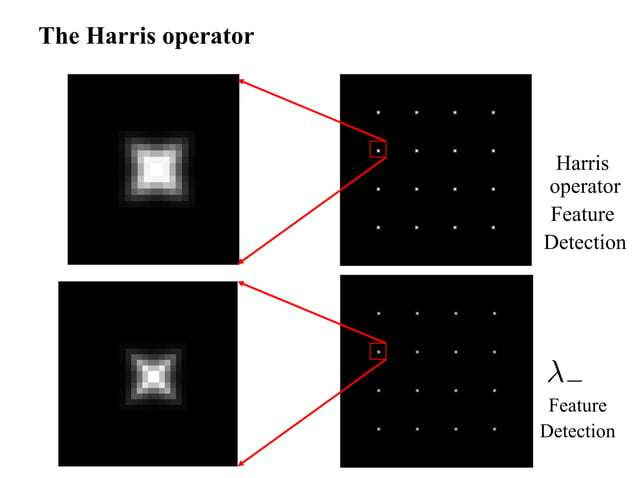 The Harris operator
Harris
operator
Feature
Detection
λ₋
Feature
Detection